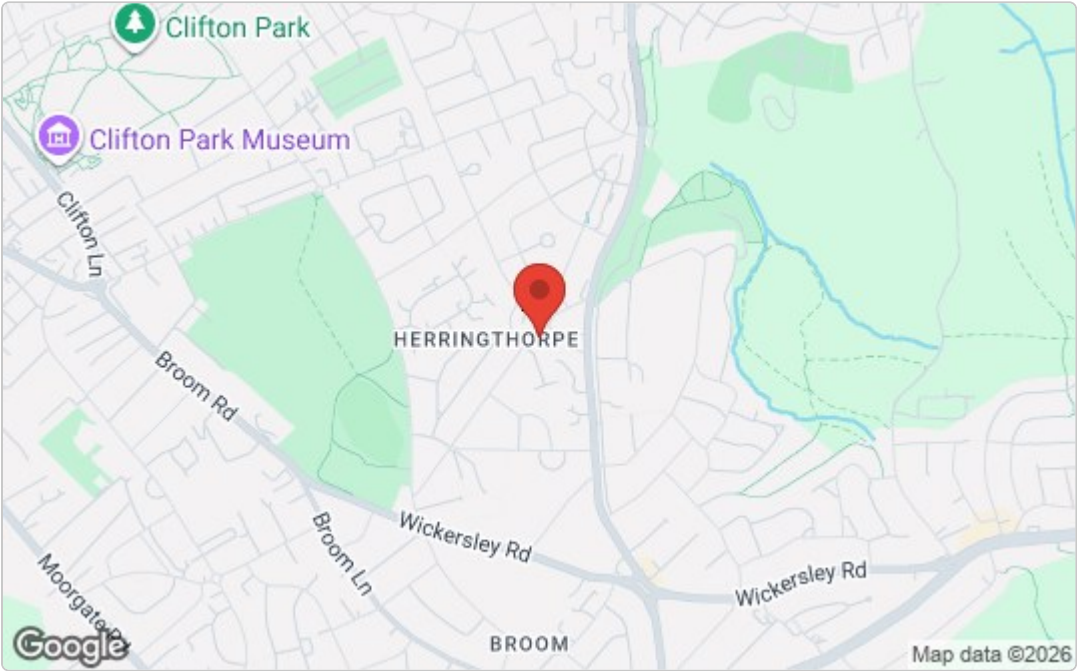 Clifton Park
Clifton Park Museum
Clifton Ln
HERRINGTHORPE
Broom Rd
Wickersley Rd
Broom Ln
Moorgate Rd
Wickersley Rd
BROOM
Google
Map data ©2026